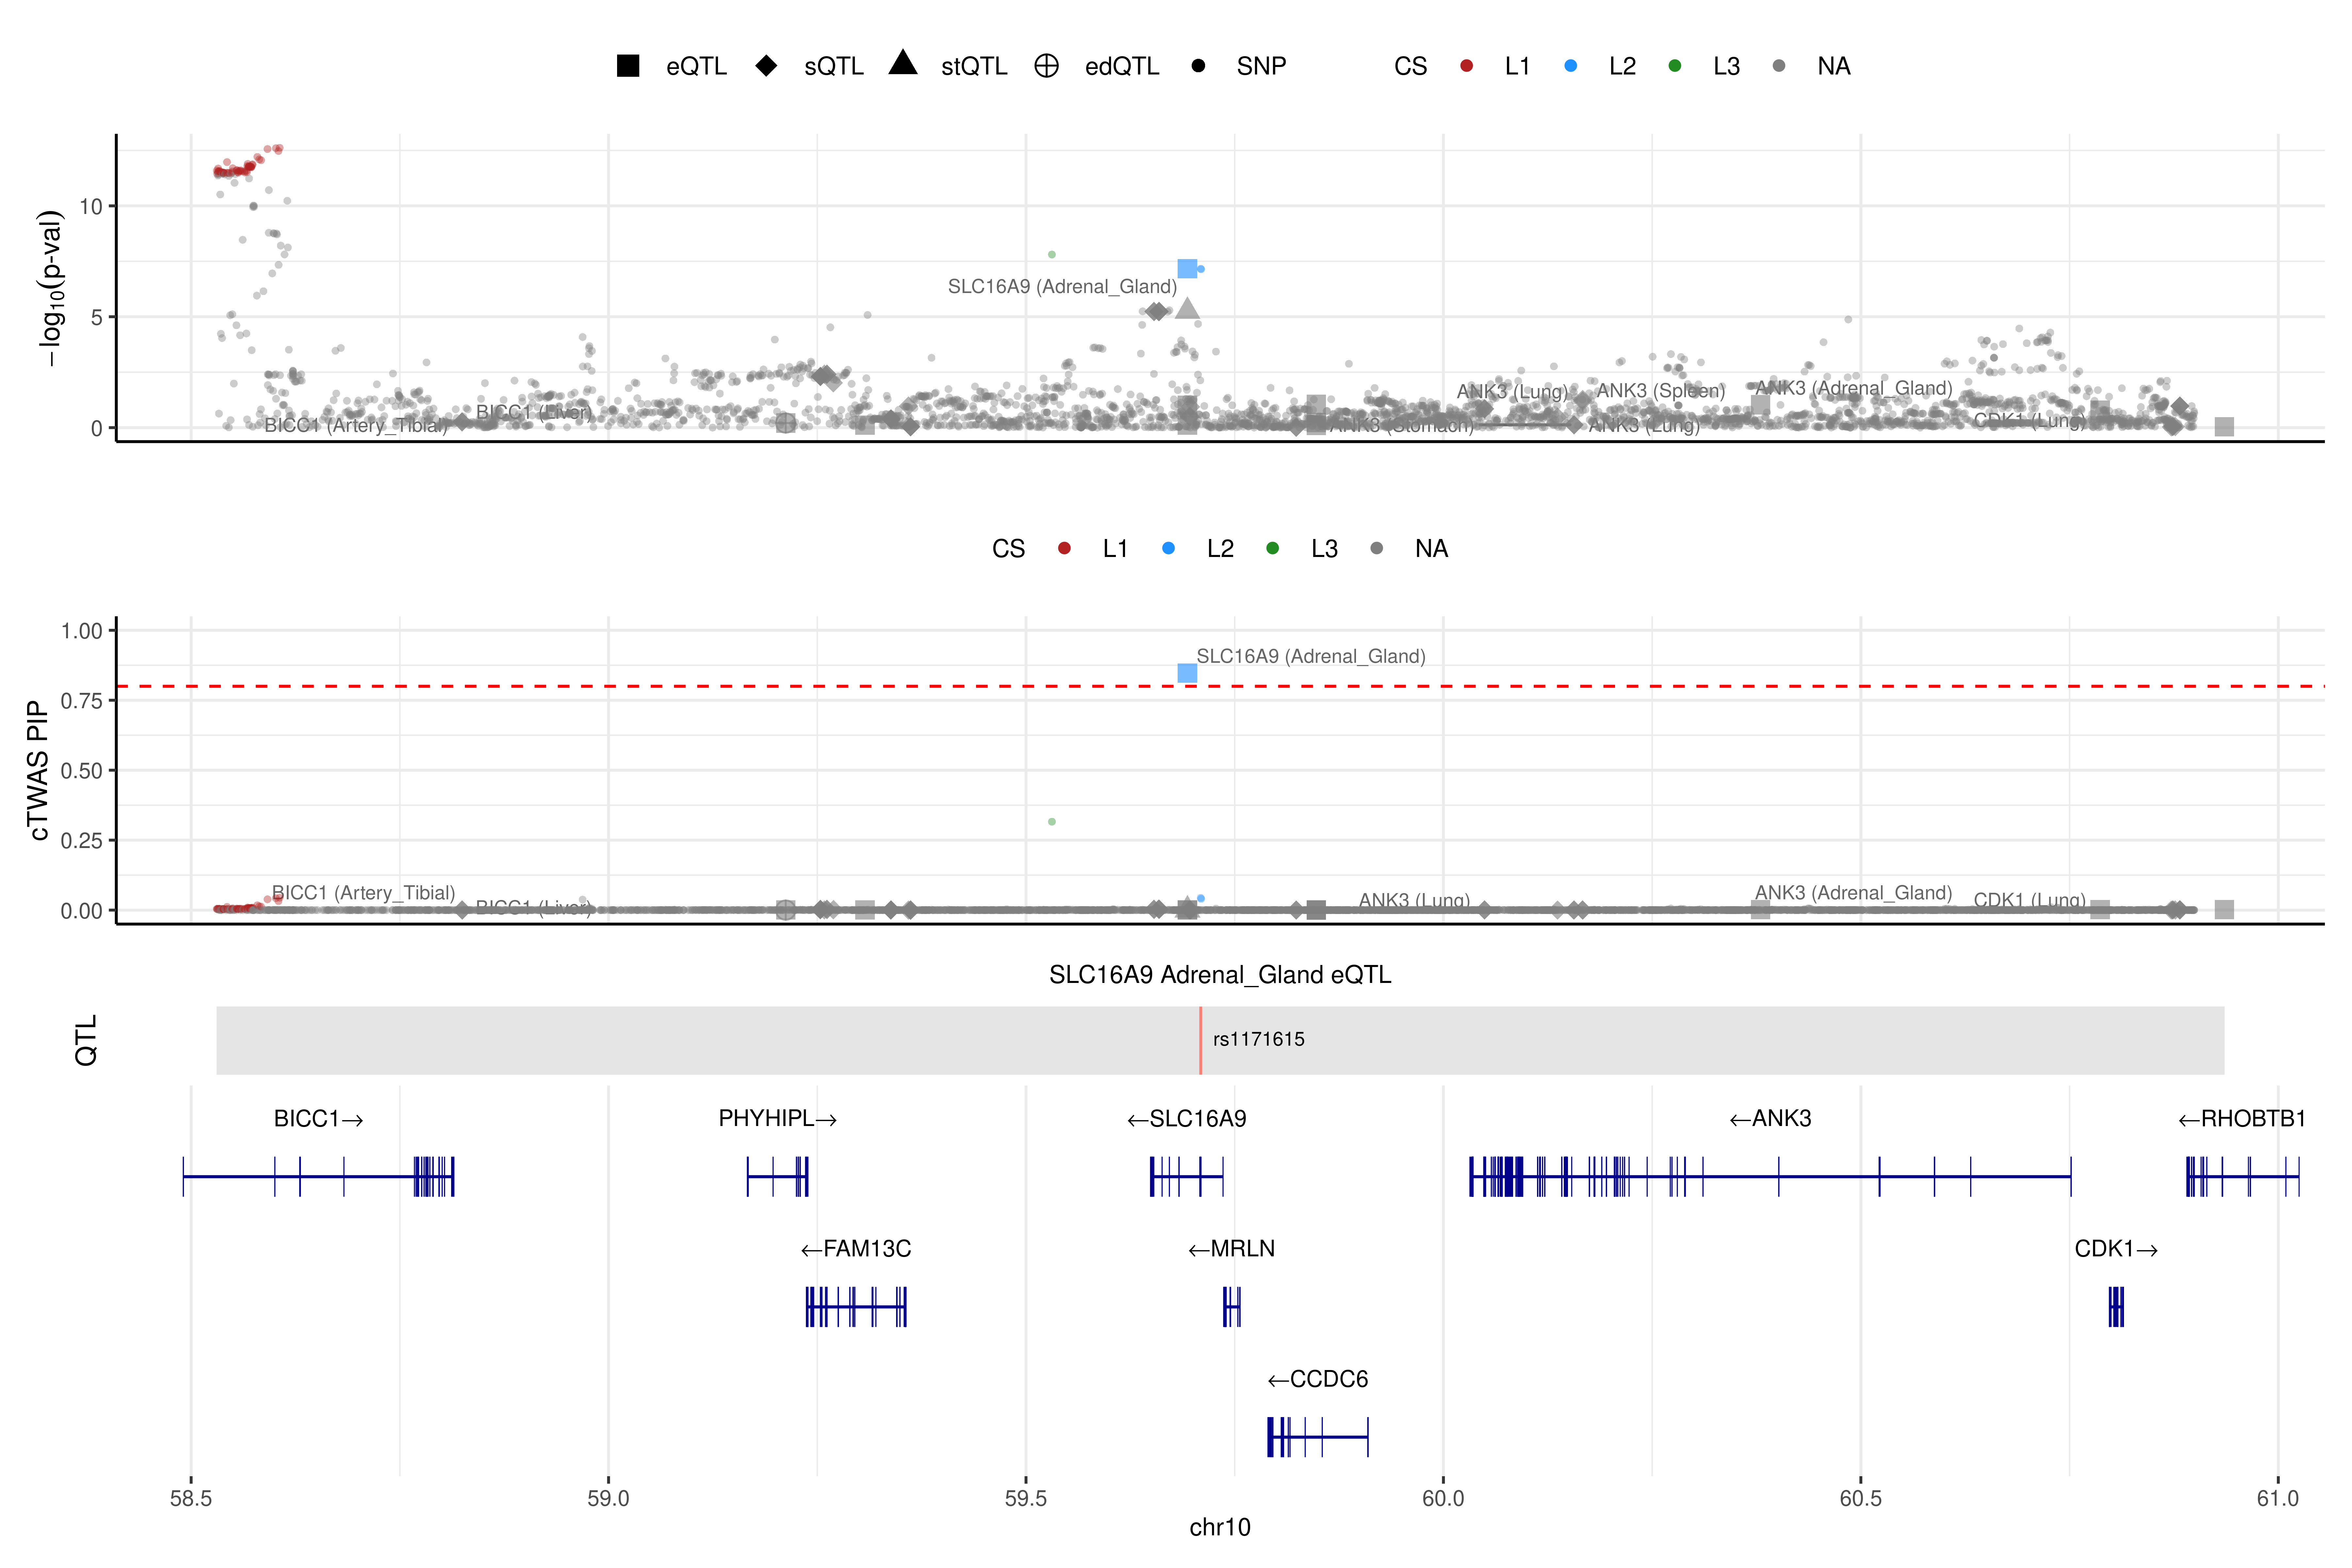 eQTL sQTL stQTL edQTL SNP CS L1 L2 L3 NA
−log10(p-val)
10
5
0
SLC16A9 (Adrenal_Gland)
ANK3 (Lung)
ANK3 (Spleen)
ANK3 (Adrenal_Gland)
BICC1 (Artery_Tibial)
BICC1 (Liver)
ANK3 (Stomach)
ANK3 (Lung)
CDK1 (Lung)
CS L1 L2 L3 NA
cTWAS PIP
1.00
0.75
0.50
0.25
0.00
SLC16A9 (Adrenal_Gland)
BICC1 (Artery_Tibial)
BICC1 (Liver)
ANK3 (Lung)
ANK3 (Adrenal_Gland)
CDK1 (Lung)
SLC16A9 Adrenal_Gland eQTL
QTL
rs1171615
BICC1→
PHYHIPL→
←SLC16A9
←ANK3
←RHOBTB1
←FAM13C
←MRLN
CDK1→
←CCDC6
58.5 59.0 59.5 60.0 60.5 61.0
chr10